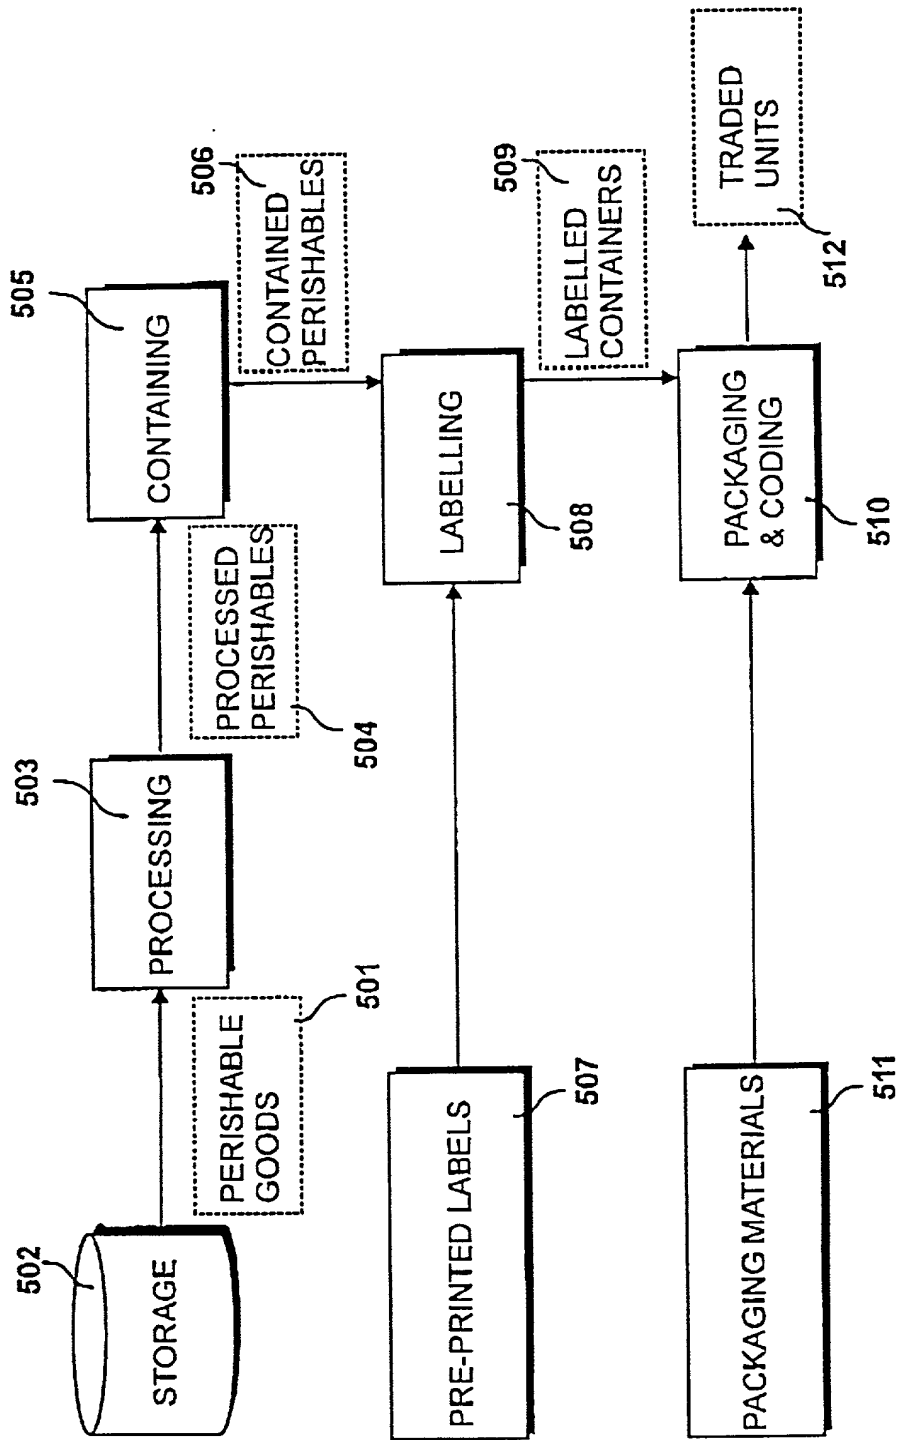 502
STORAGE
PERISHABLE
GOODS
501
503
PROCESSING
PROCESSED
PERISHABLES
504
505
CONTAINING
506
CONTAINED
PERISHABLES
PRE-PRINTED LABELS
507
LABELLING
508
509
LABELLED
CONTAINERS
PACKAGING MATERIALS
511
PACKAGING
& CODING
510
TRADED
UNITS
512